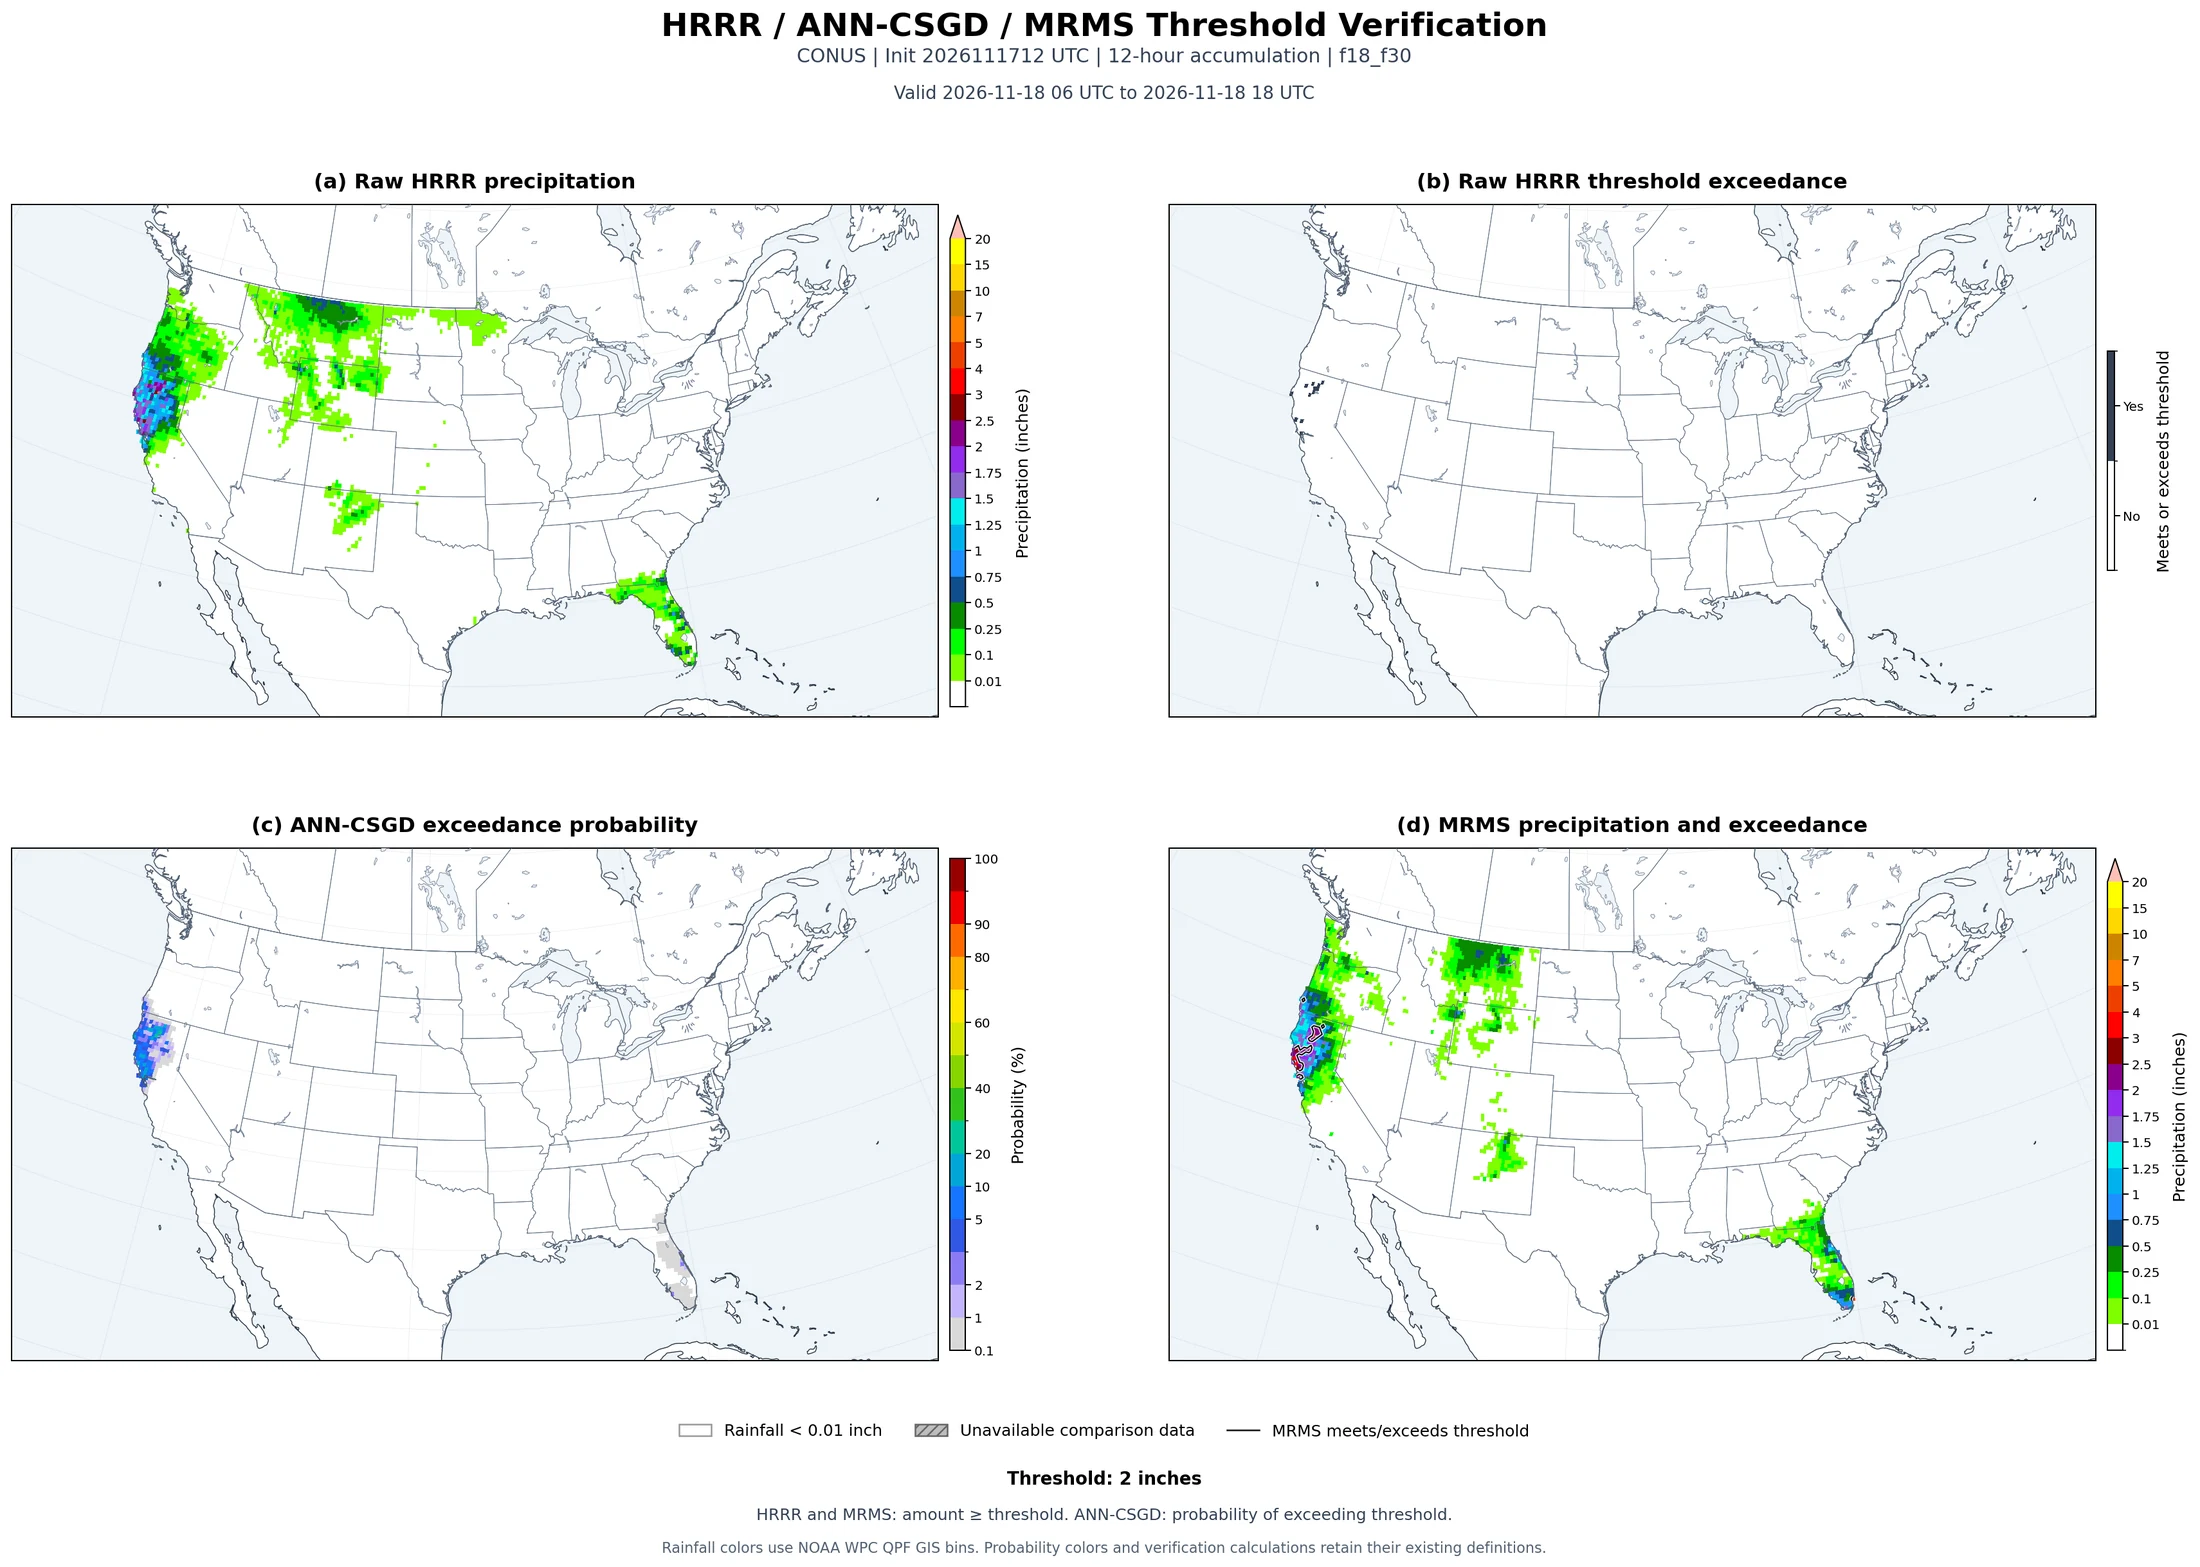 HRRR / ANN-CSGD / MRMS Threshold Verification
CONUS | Init 2026111712 UTC | 12-hour accumulation | f18_f30
Valid 2026-11-18 06 UTC to 2026-11-18 18 UTC
(a) Raw HRRR precipitation
20
15
10
7
5
4
3
2.5
2
1.75
1.5
1.25
1
0.75
0.5
0.25
0.1
0.01
Precipitation (inches)
(b) Raw HRRR threshold exceedance
Yes
No
Meets or exceeds threshold
(c) ANN-CSGD exceedance probability
100
90
80
60
40
20
10
5
2
1
0.1
Probability (%)
(d) MRMS precipitation and exceedance
20
15
10
7
5
4
3
2.5
2
1.75
1.5
1.25
1
0.75
0.5
0.25
0.1
0.01
Precipitation (inches)
Rainfall < 0.01 inch
Unavailable comparison data
MRMS meets/exceeds threshold
Threshold: 2 inches
HRRR and MRMS: amount ≥ threshold. ANN-CSGD: probability of exceeding threshold.
Rainfall colors use NOAA WPC QPF GIS bins. Probability colors and verification calculations retain their existing definitions.